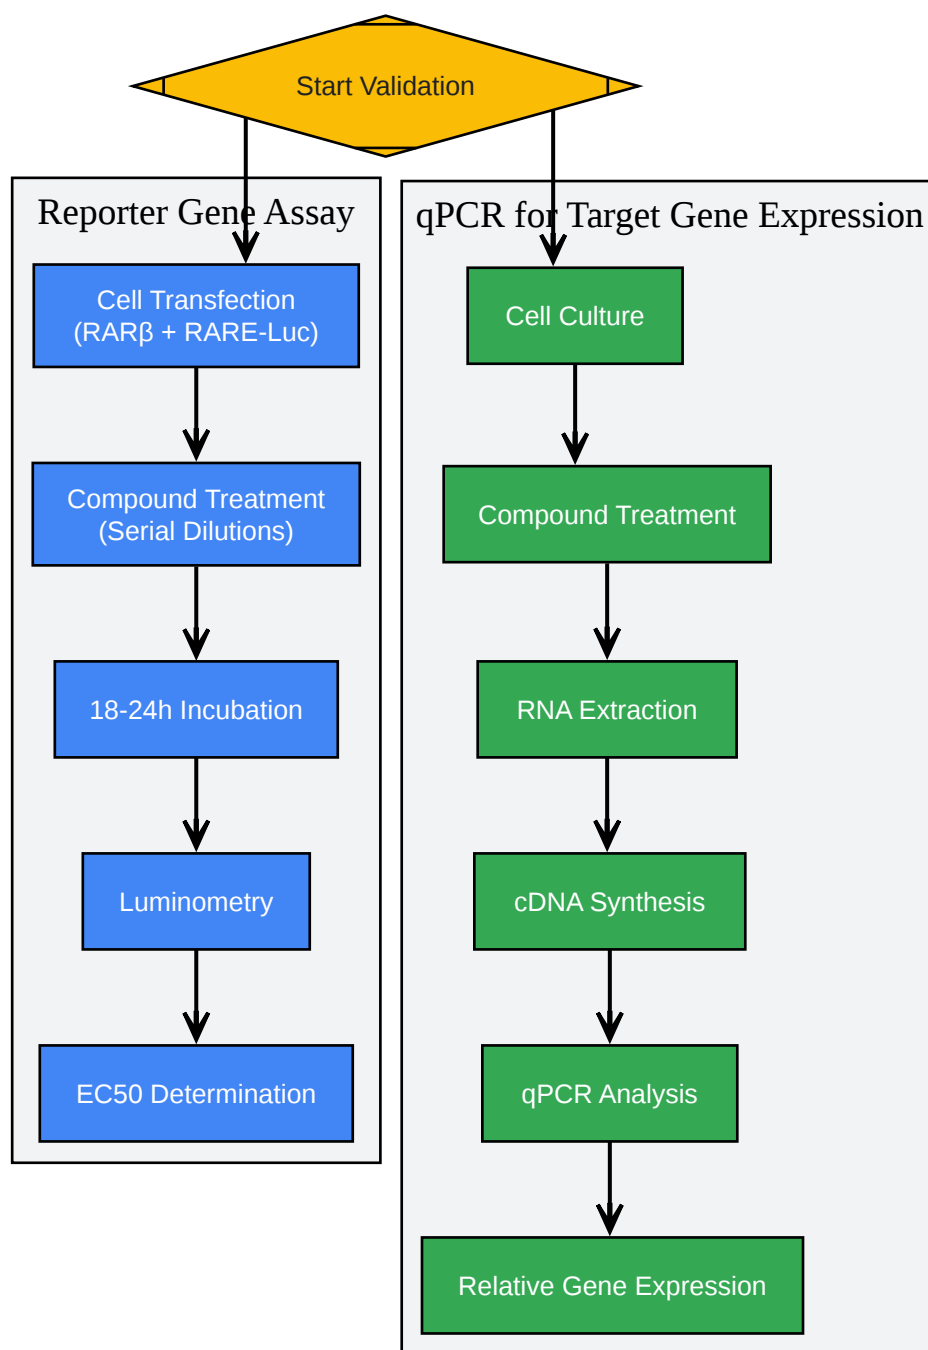 Start Validation
Reporter Gene Assay
Cell Transfection
(RARβ + RARE-Luc)
Compound Treatment
(Serial Dilutions)
18-24h Incubation
Luminometry
EC50 Determination
qPCR for Target Gene Expression
Cell Culture
Compound Treatment
RNA Extraction
cDNA Synthesis
qPCR Analysis
Relative Gene Expression